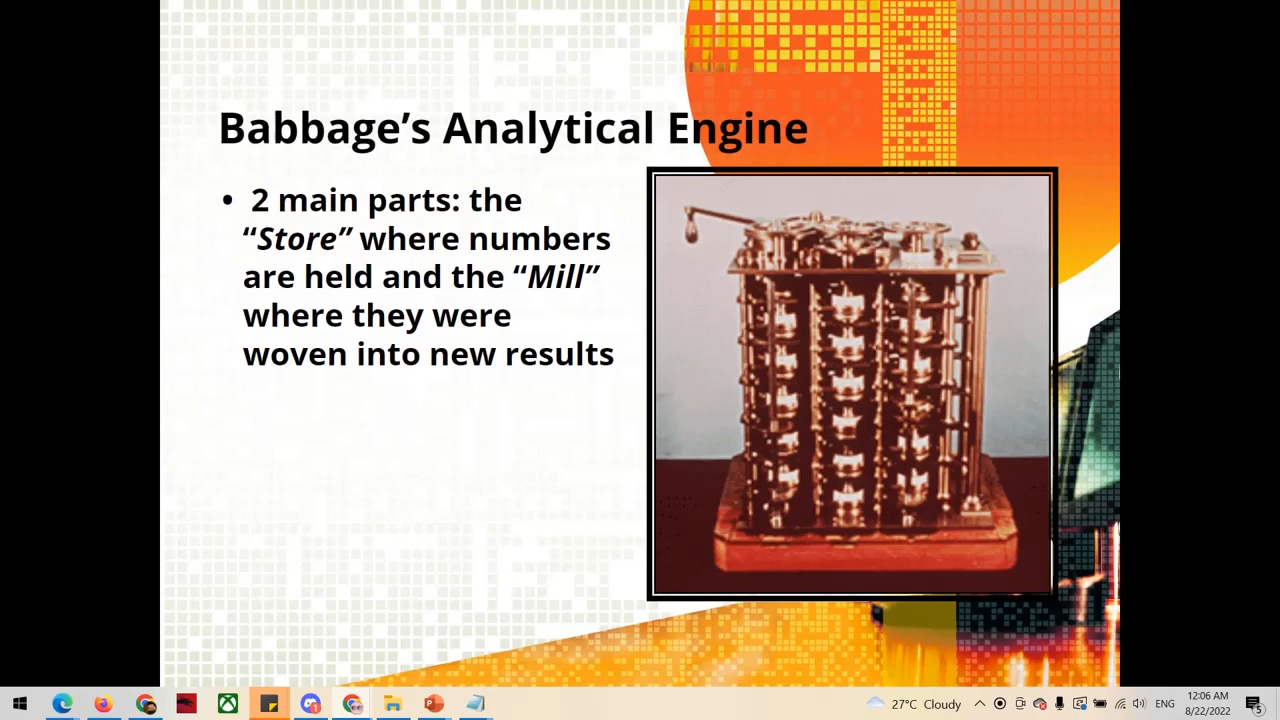 Babbage’s Analytical Engine
• 2 main parts: the
“Store” where numbers
are held and the “Mill”
where they were
woven into new results
27°C Cloudy
ENG
12:06 AM
8/22/2022
5